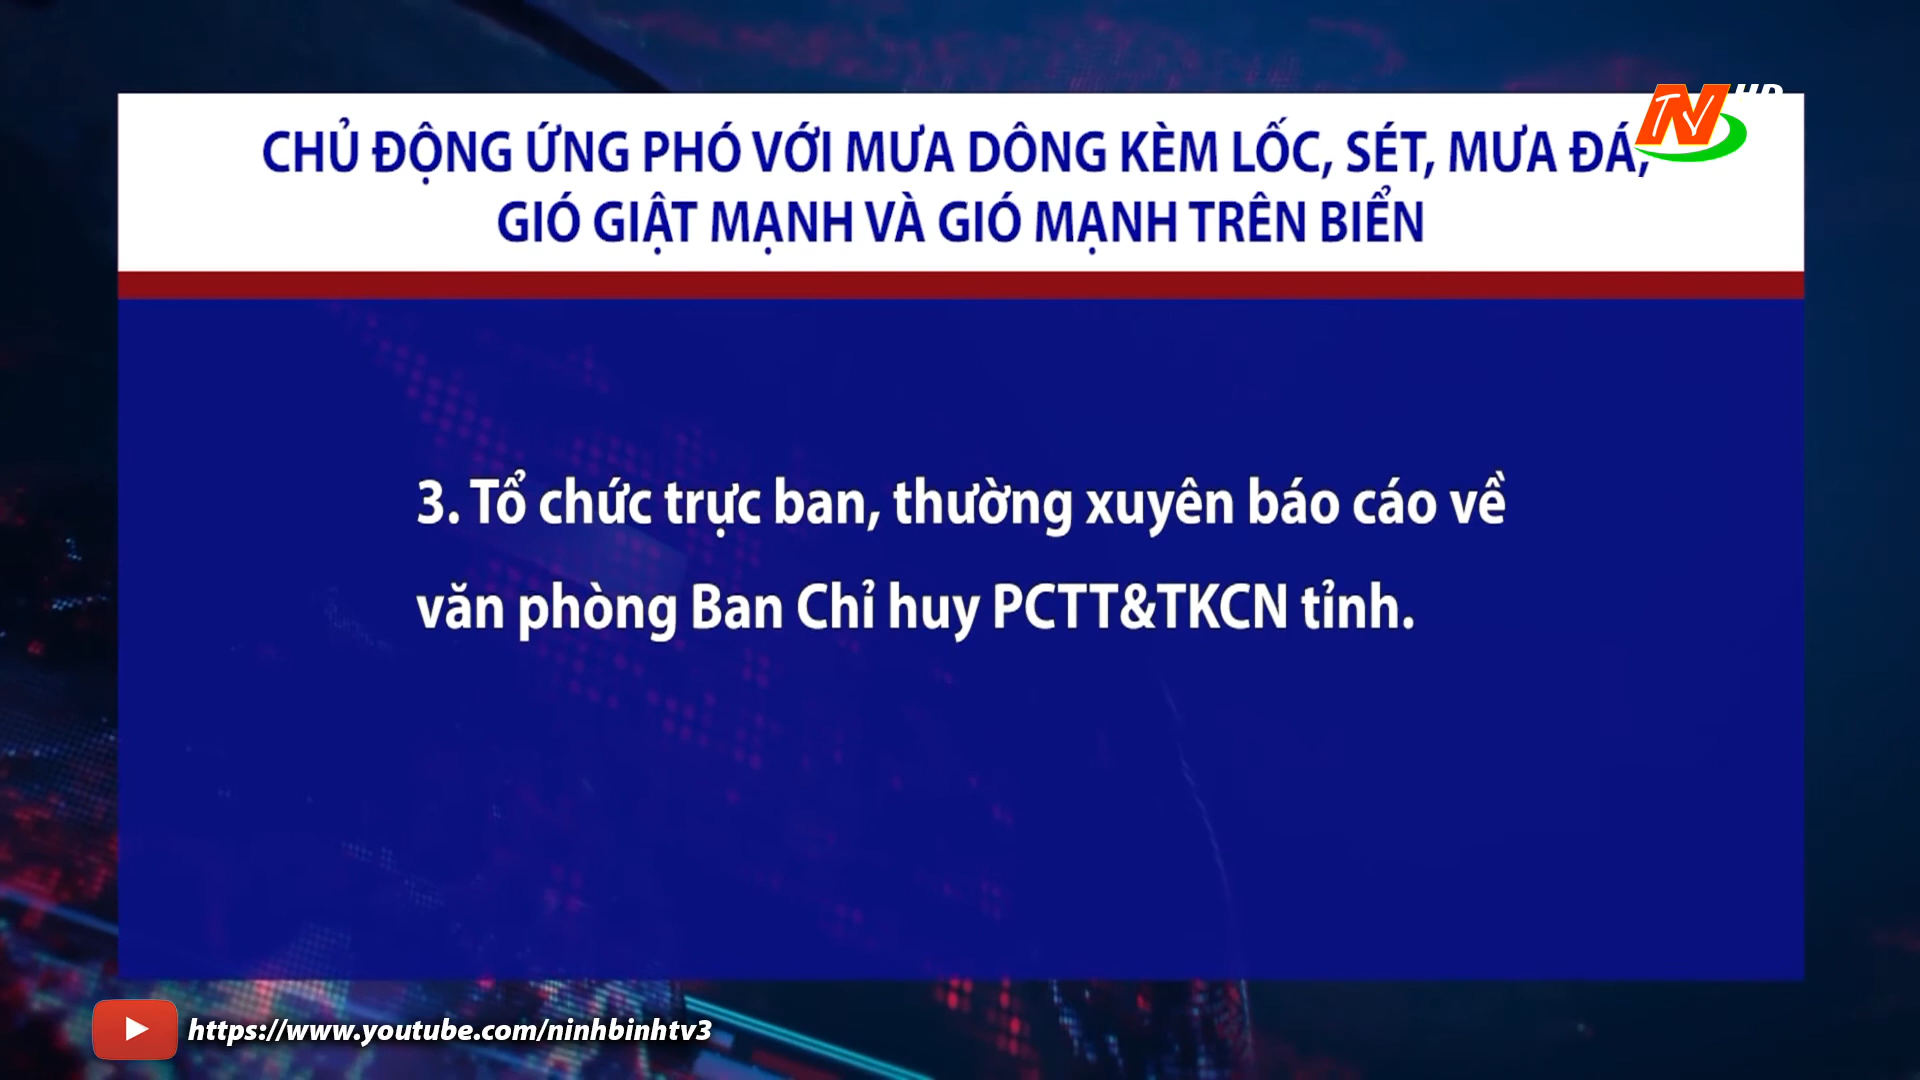 CHỦ ĐỘNG ỨNG PHÓ VỚI MƯA DÔNG KÈM LỐC, SÉT, MƯA ĐÁ,
GIÓ GIẬT MẠNH VÀ GIÓ MẠNH TRÊN BIỂN
3. Tổ chức trực ban, thường xuyên báo cáo về
văn phòng Ban Chỉ huy PCTT&TKCN tỉnh.
https://www.youtube.com/ninhbinhtv3